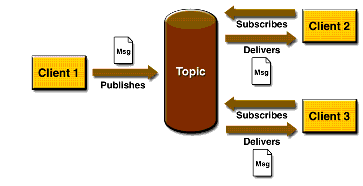 Msg
Client 1
Publishes
Topic
Subscribes
Client 2
Delivers
Msg
Subscribes
Client 3
Delivers
Msg